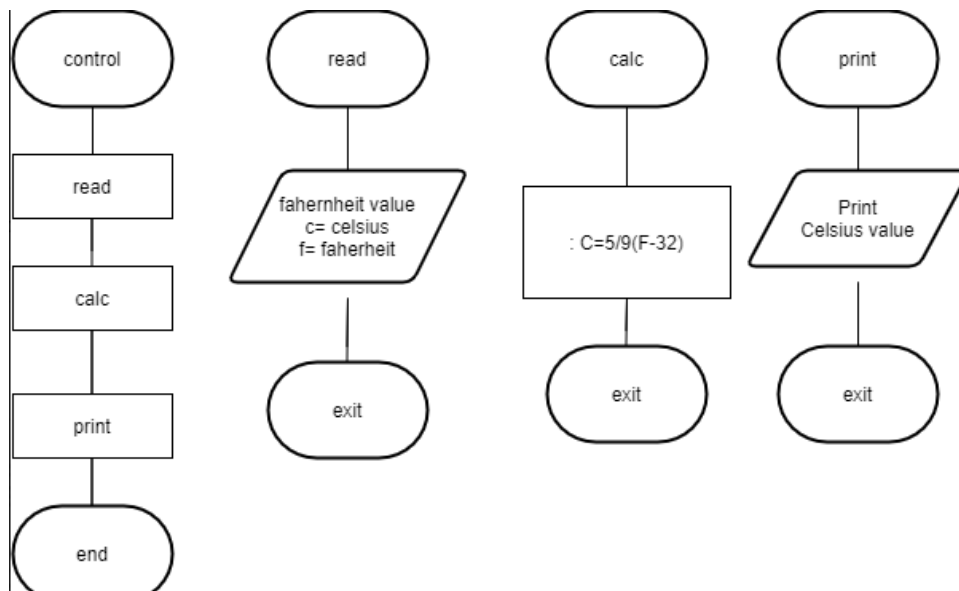 control
read
calc
print
end
read
fahernheit value
c= celsius
f= faherheit
exit
calc
: C=5/9(F-32)
exit
print
Print
Celsius value
exit